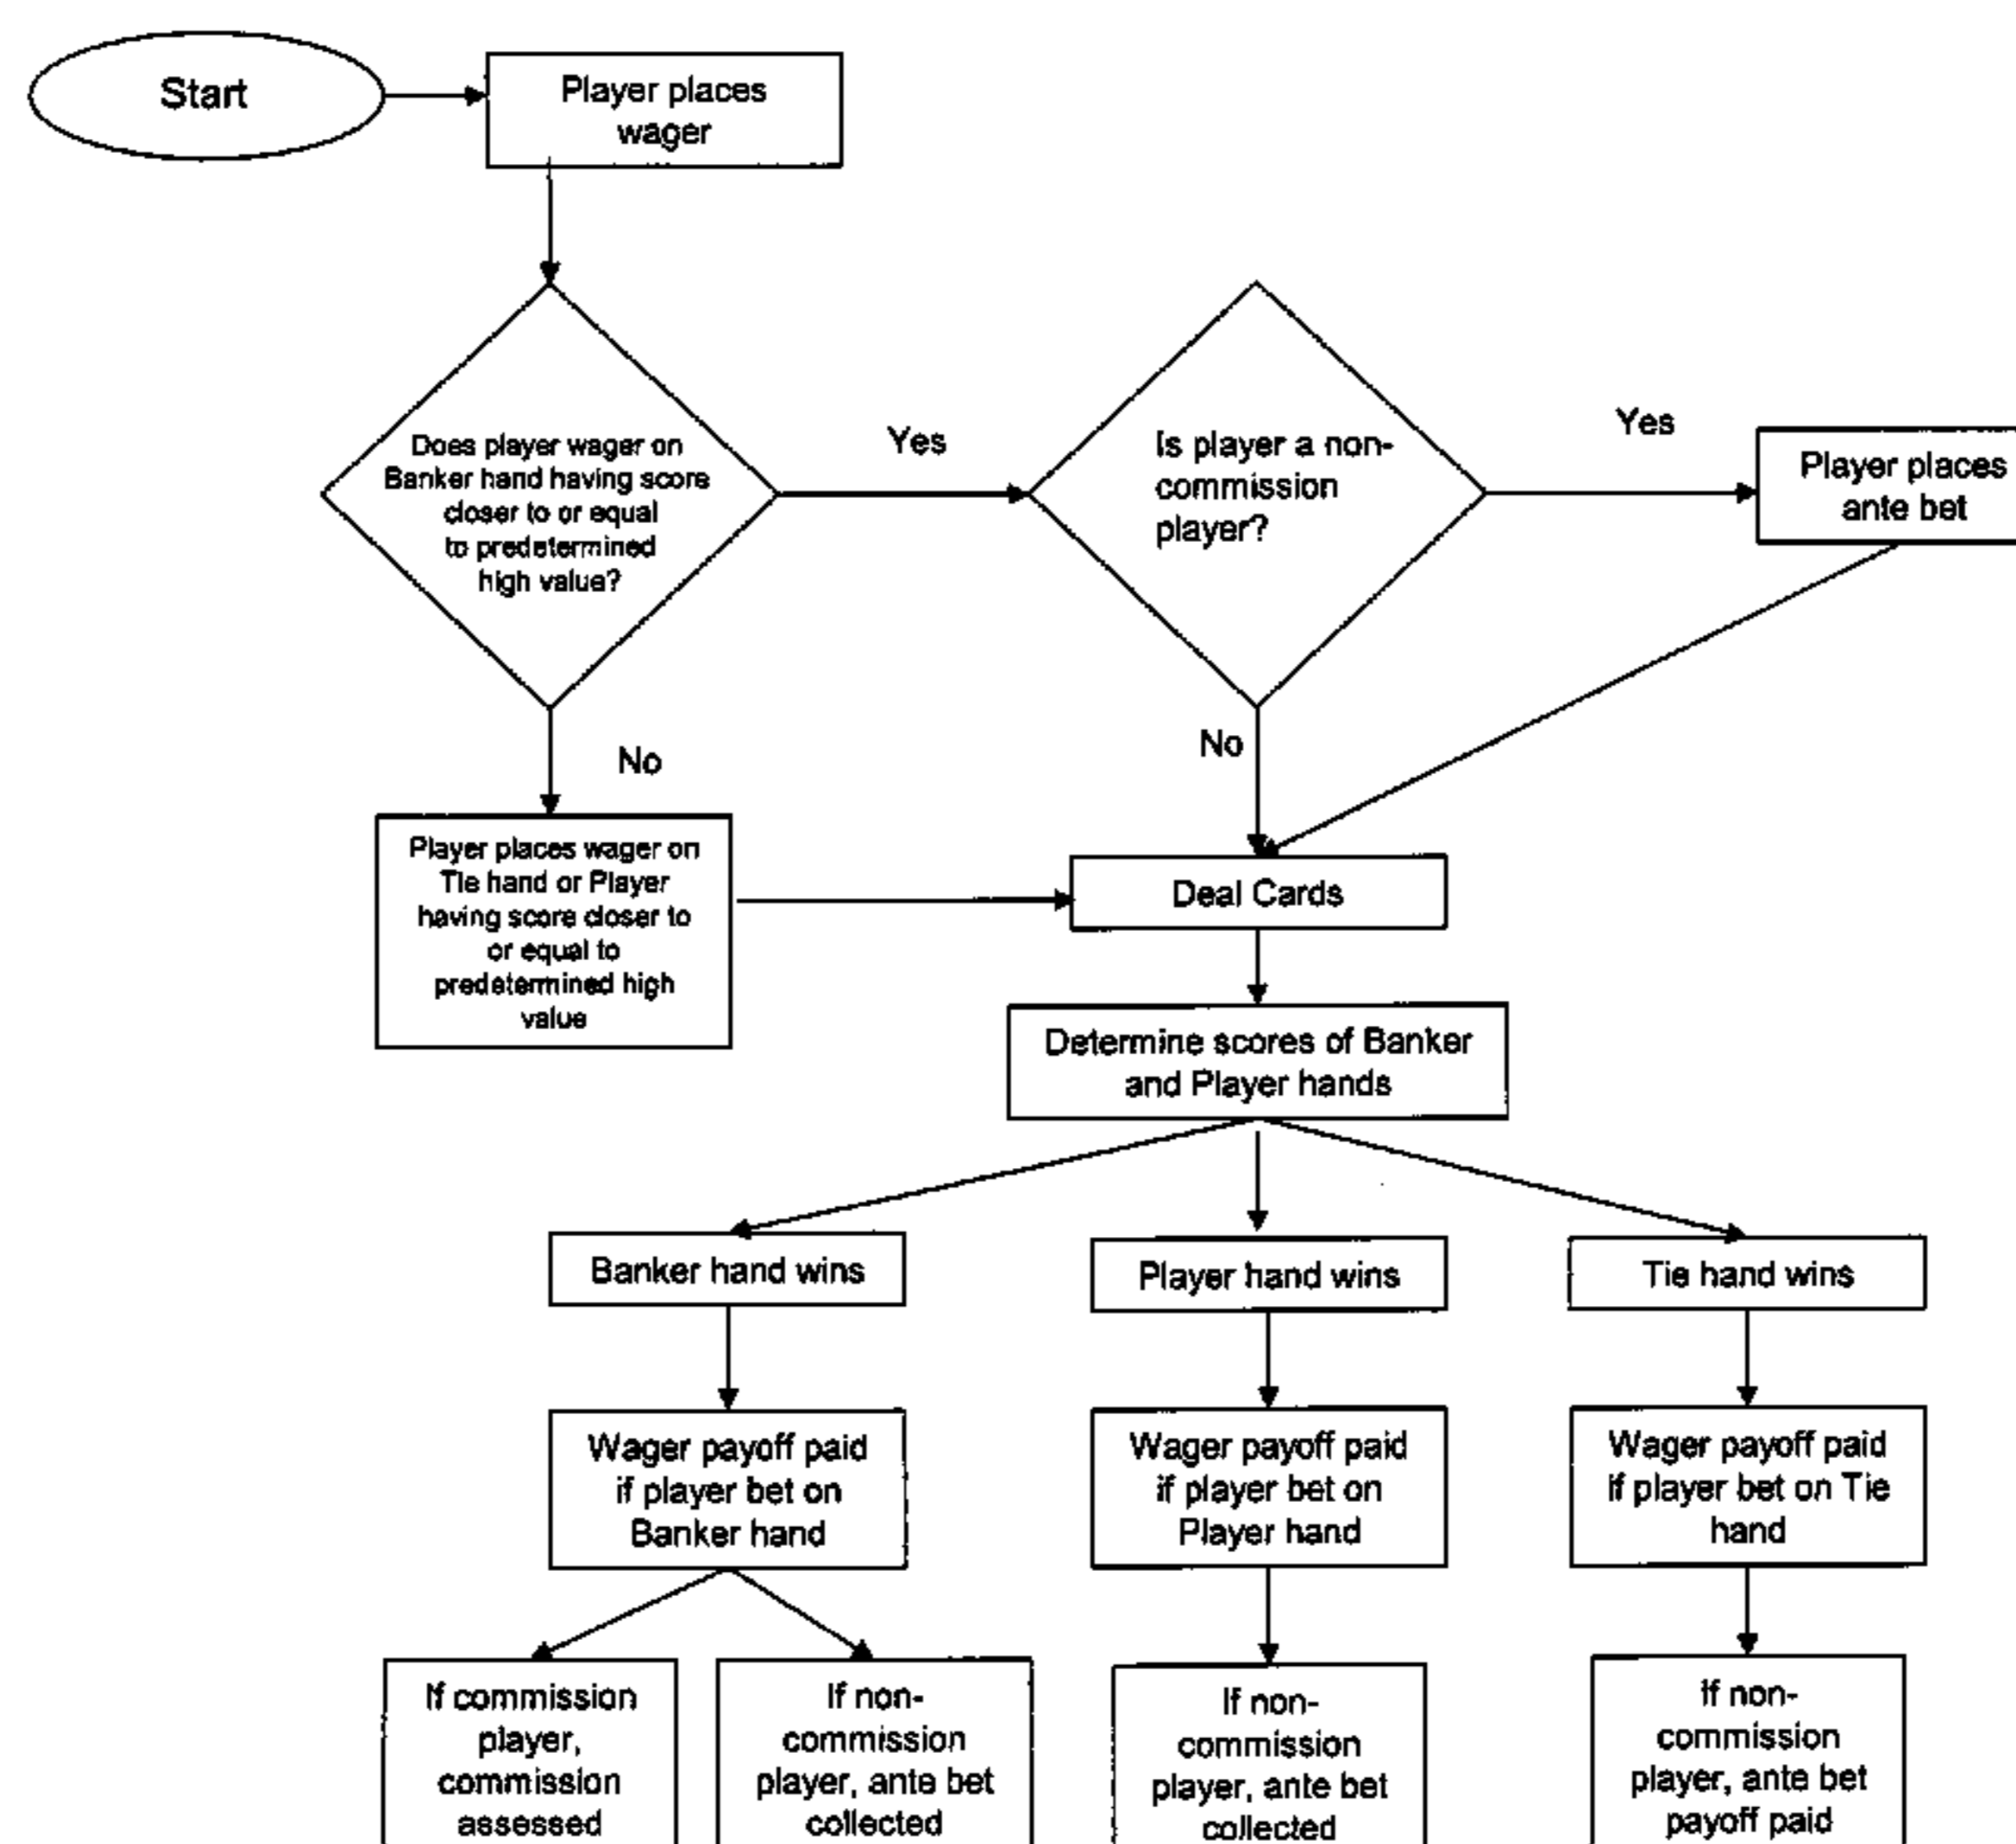 Start
Player places
wager
Does player wager on
Banker hand having score
closer to or equal
to predetermined
high value?
Yes
Is player a non-
commission
player?
Yes
Player places
ante bet
No
No
Player places wager on
Tie hand or Player
having score closer to
or equal to
predetermined high
value
Deal Cards
Determine scores of Banker
and Player hands
Banker hand wins
Player hand wins
Tie hand wins
Wager payoff paid
if player bet on
Banker hand
Wager payoff paid
if player bet on
Player hand
Wager payoff paid
if player bet on Tie
hand
If commission
player,
commission
assessed
If non-
commission
player, ante bet
collected
If non-
commission
player, ante bet
collected
If non-
commission
player, ante bet
payoff paid